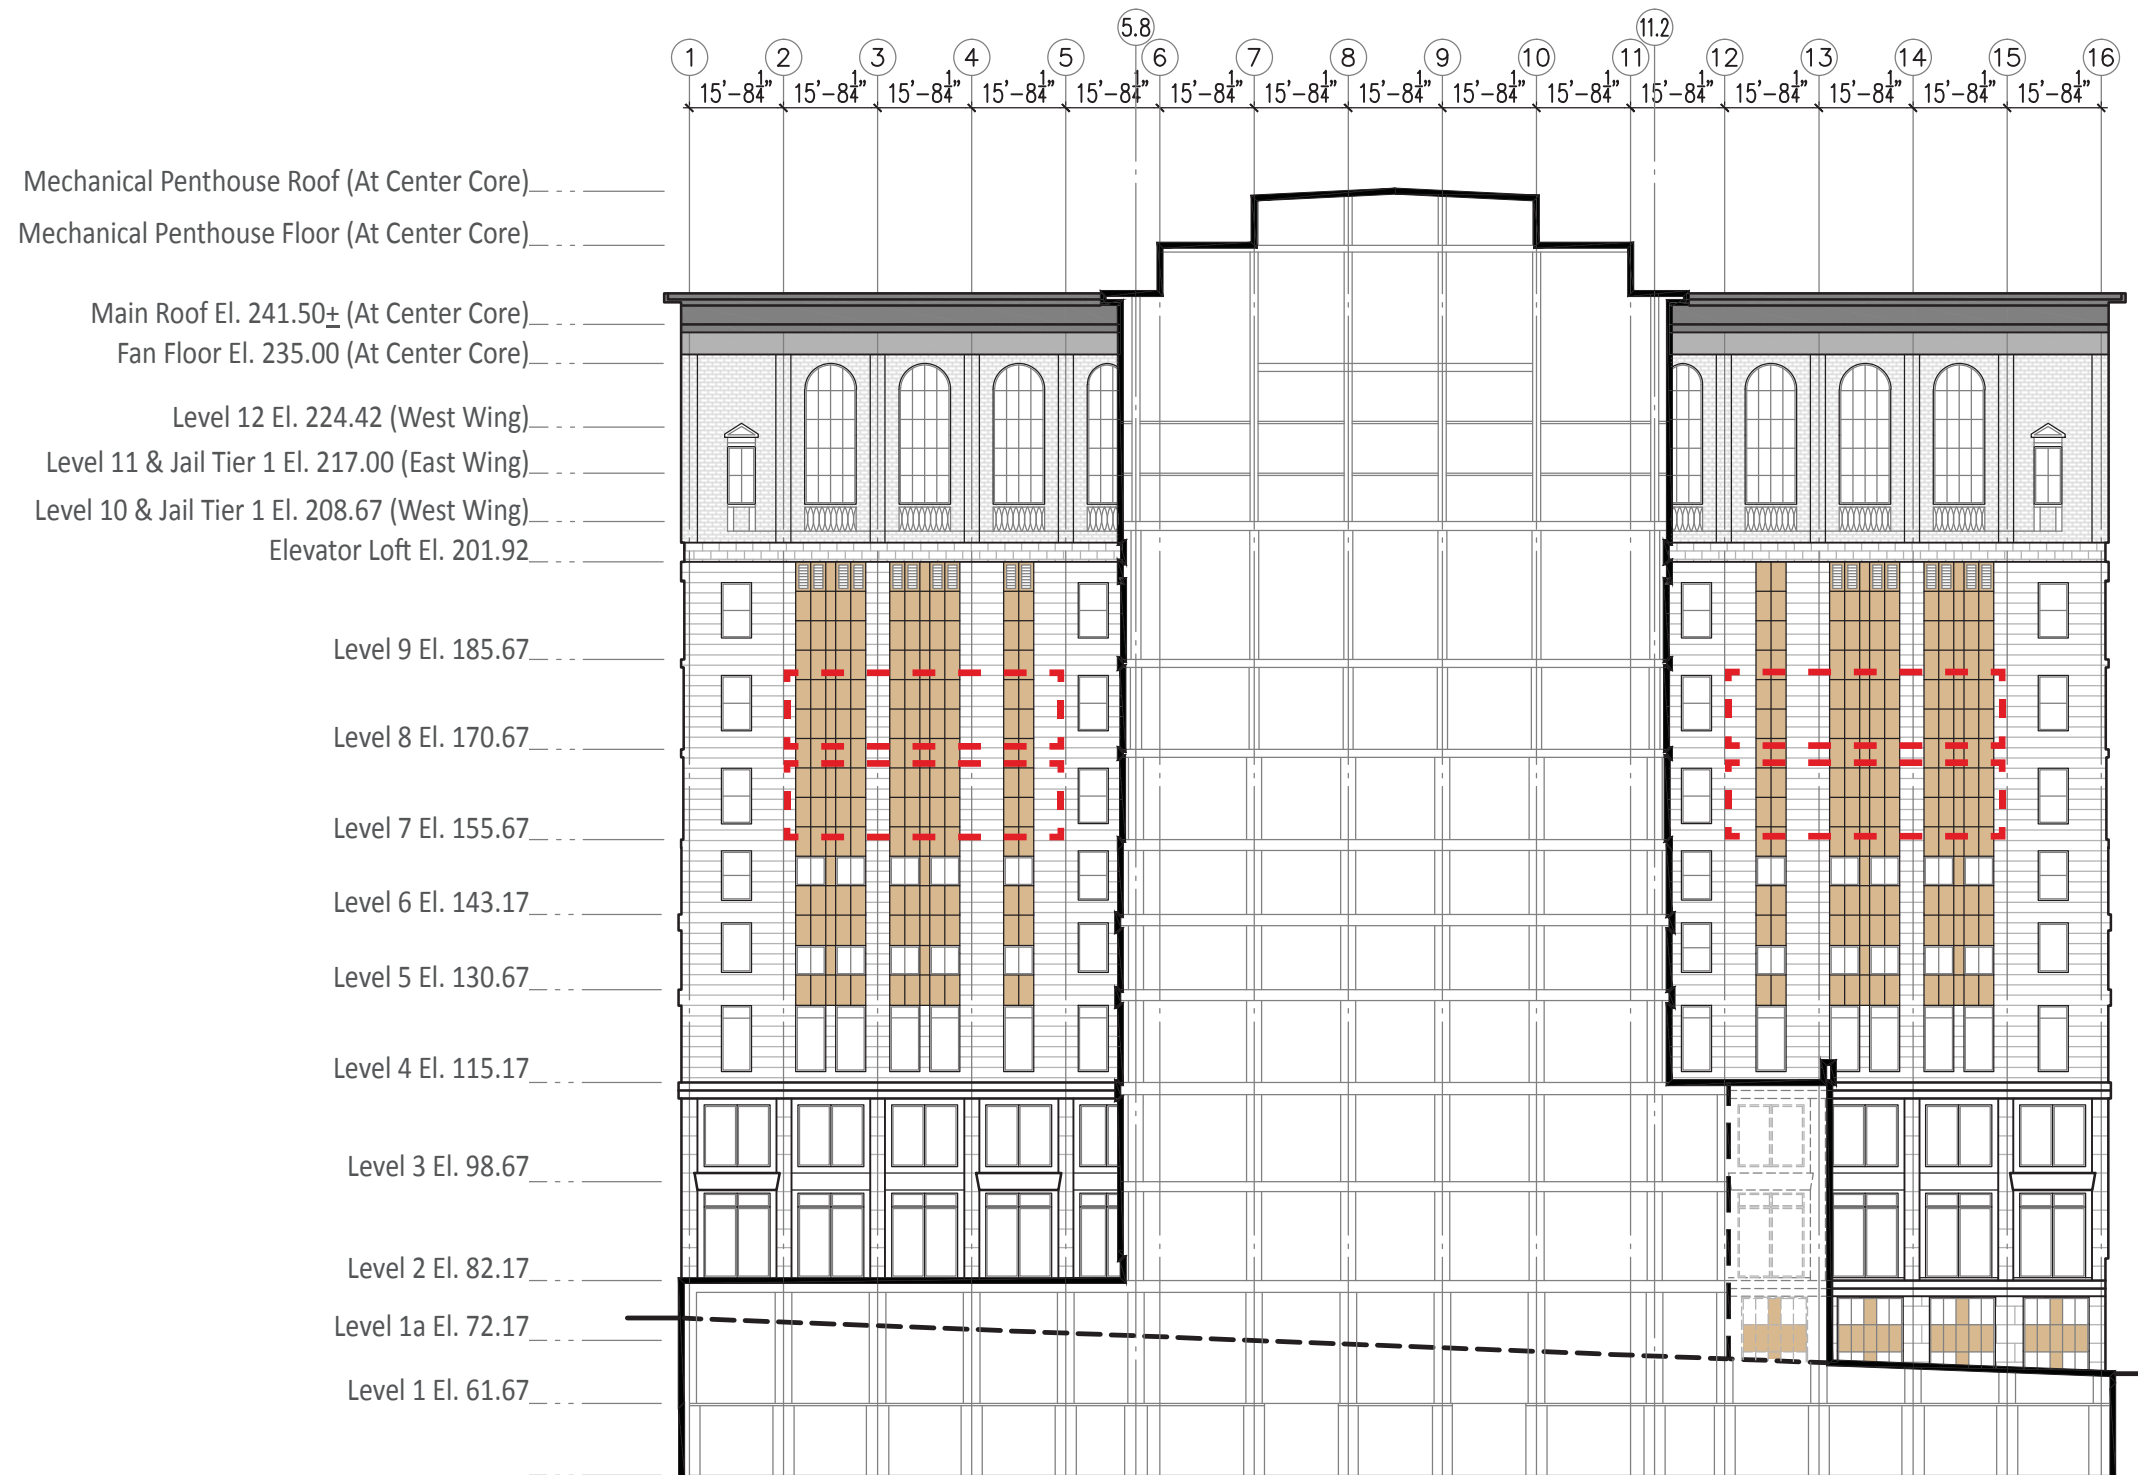 5.8 11.2
1 2 3 4 5 6 7 8 9 10 11 12 13 14 15 16
15'-8¼" 15'-8¼" 15'-8¼" 15'-8¼" 15'-8¼" 15'-8¼" 15'-8¼" 15'-8¼" 15'-8¼" 15'-8¼" 15'-8¼" 15'-8¼" 15'-8¼" 15'-8¼" 15'-8¼"
Mechanical Penthouse Roof (At Center Core)
Mechanical Penthouse Floor (At Center Core)
Main Roof El. 241.50± (At Center Core)
Fan Floor El. 235.00 (At Center Core)
Level 12 El. 224.42 (West Wing)
Level 11 & Jail Tier 1 El. 217.00 (East Wing)
Level 10 & Jail Tier 1 El. 208.67 (West Wing)
Elevator Loft El. 201.92
Level 9 El. 185.67
Level 8 El. 170.67
Level 7 El. 155.67
Level 6 El. 143.17
Level 5 El. 130.67
Level 4 El. 115.17
Level 3 El. 98.67
Level 2 El. 82.17
Level 1a El. 72.17
Level 1 El. 61.67